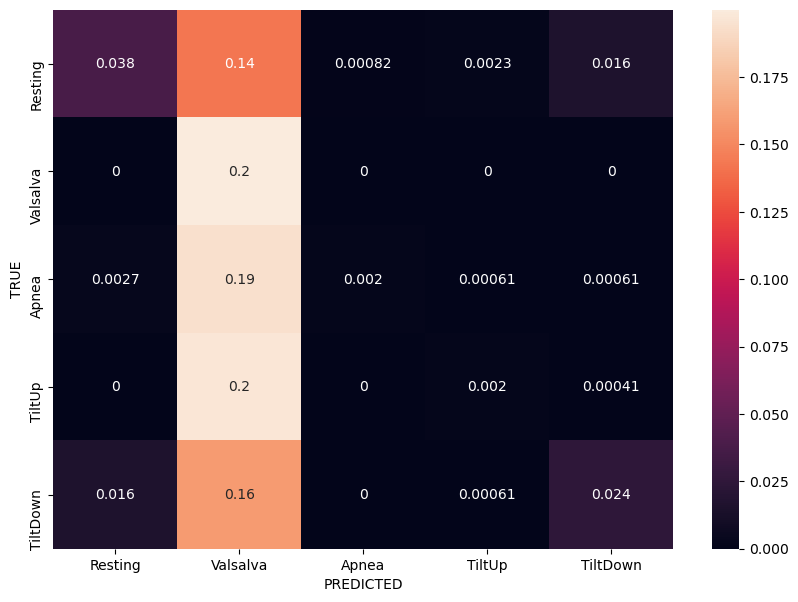 Resting 0.038 0.14 0.00082 0.0023 0.016
Valsalva 0 0.2 0 0 0
Apnea 0.0027 0.19 0.002 0.00061 0.00061
TiltUp 0 0.2 0 0.002 0.00041
TiltDown 0.016 0.16 0 0.00061 0.024
TRUE
Resting Valsalva Apnea TiltUp TiltDown
PREDICTED
0.175
0.150
0.125
0.100
0.075
0.050
0.025
0.000